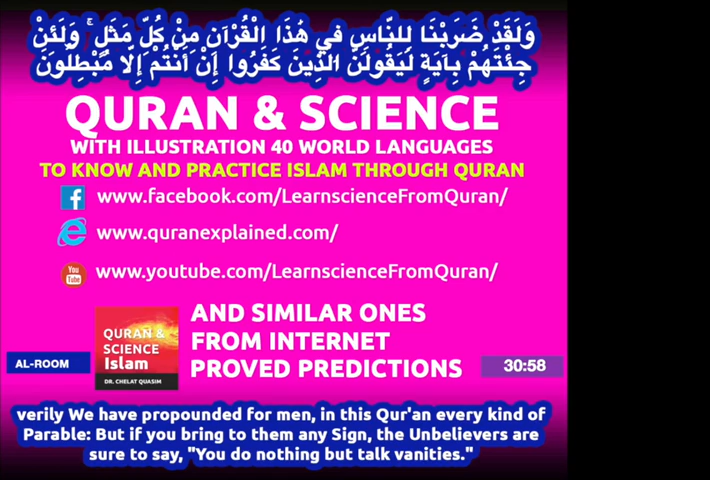 وَلَقَدْ ضَرَبْنَا لِلنَّاسِ فِي هَٰذَا الْقُرْآنِ مِنْ كُلِّ مَثَلٍ ۚ وَلَئِنْ
جِئْتَهُمْ بِآيَةٍ لَيَقُولَنَّ الَّذِينَ كَفَرُوا إِنْ أَنْتُمْ إِلَّا مُبْطِلُونَ
QURAN & SCIENCE
WITH ILLUSTRATION 40 WORLD LANGUAGES
TO KNOW AND PRACTICE ISLAM THROUGH QURAN
www.facebook.com/LearnscienceFromQuran/
www.quranexplained.com/
You Tube
www.youtube.com/LearnscienceFromQuran/
AND SIMILAR ONES
FROM INTERNET
PROVED PREDICTIONS
QURAN &
SCIENCE
Islam
DR. CHELAT QUASIM
AL-ROOM
30:58
verily We have propounded for men, in this Qur'an every kind of
Parable: But if you bring to them any Sign, the Unbelievers are
sure to say, "You do nothing but talk vanities."